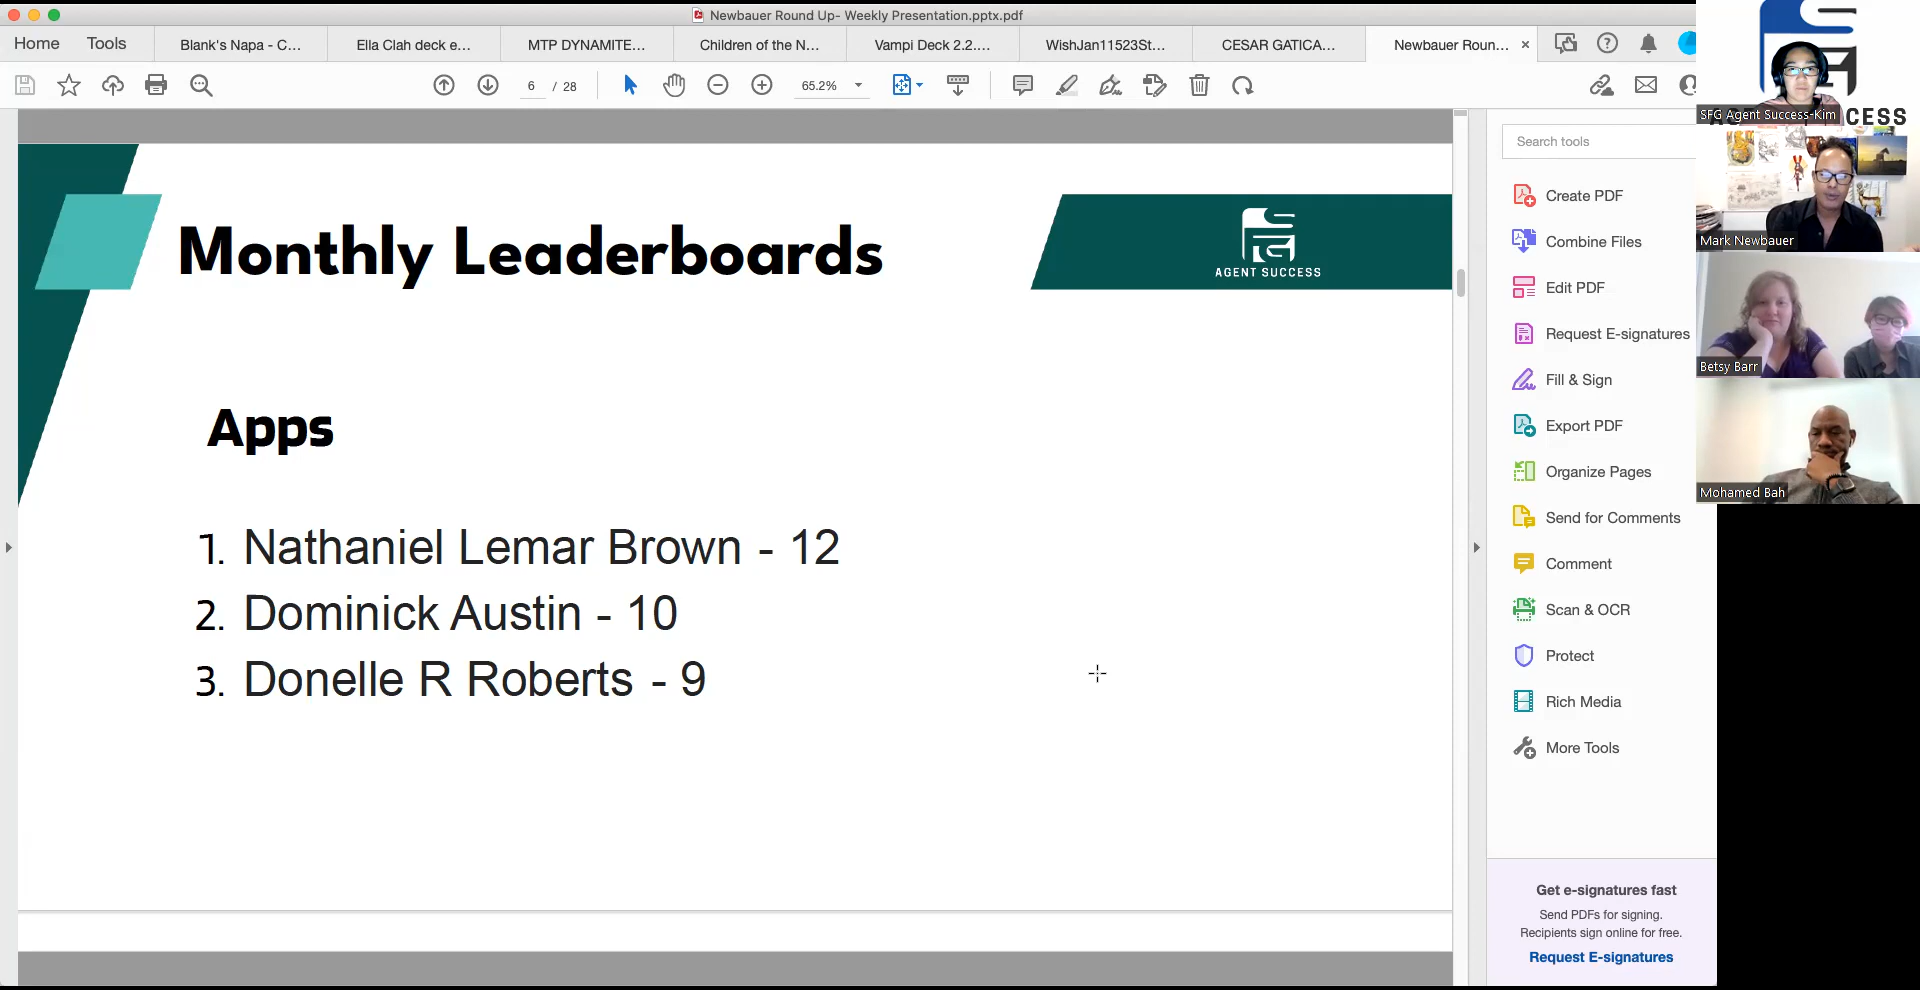 Newbauer Round Up- Weekly Presentation.pptx.pdf
Home Tools Blank's Napa - C... Ella Clah deck e... MTP DYNAMITE... Children of the N... Vampi Deck 2.2.... WishJan11523St... CESAR GATICA... Newbauer Roun... ×
6 / 28 65.2%
Monthly Leaderboards
AGENT SUCCESS
Apps
1. Nathaniel Lemar Brown - 12
2. Dominick Austin - 10
3. Donelle R Roberts - 9
Search tools
Create PDF
Combine Files
Edit PDF
Request E-signatures
Fill & Sign
Export PDF
Organize Pages
Send for Comments
Comment
Scan & OCR
Protect
Rich Media
More Tools
Get e-signatures fast
Send PDFs for signing.
Recipients sign online for free.
Request E-signatures
SFG Agent Success-Kim
CESS
Mark Newbauer
Betsy Barr
Mohamed Bah